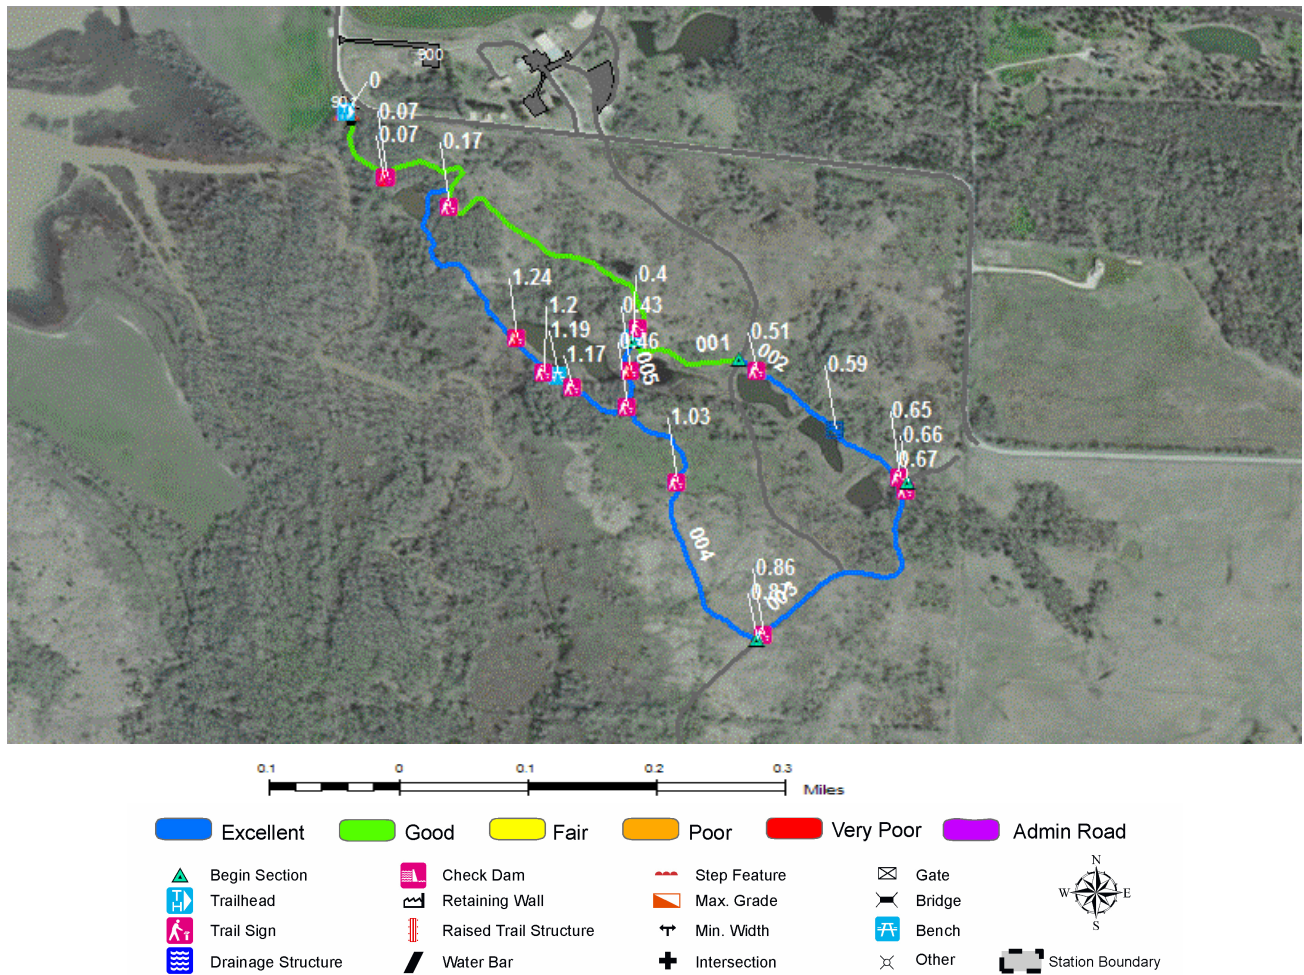 900
0
0.07
0.07
0.17
0.4
1.24
1.2
0.43
1.19
0.46
001
0.51
1.17
005
002
0.59
1.03
0.65
0.66
0.67
004
0.86
0.87
003
0.1 0 0.1 0.2 0.3
Miles
Excellent Good Fair Poor Very Poor Admin Road
Begin Section Check Dam Step Feature Gate
Trailhead Retaining Wall Max. Grade Bridge
Trail Sign Raised Trail Structure Min. Width Bench
Drainage Structure Water Bar Intersection Other Station Boundary
N
W E
S